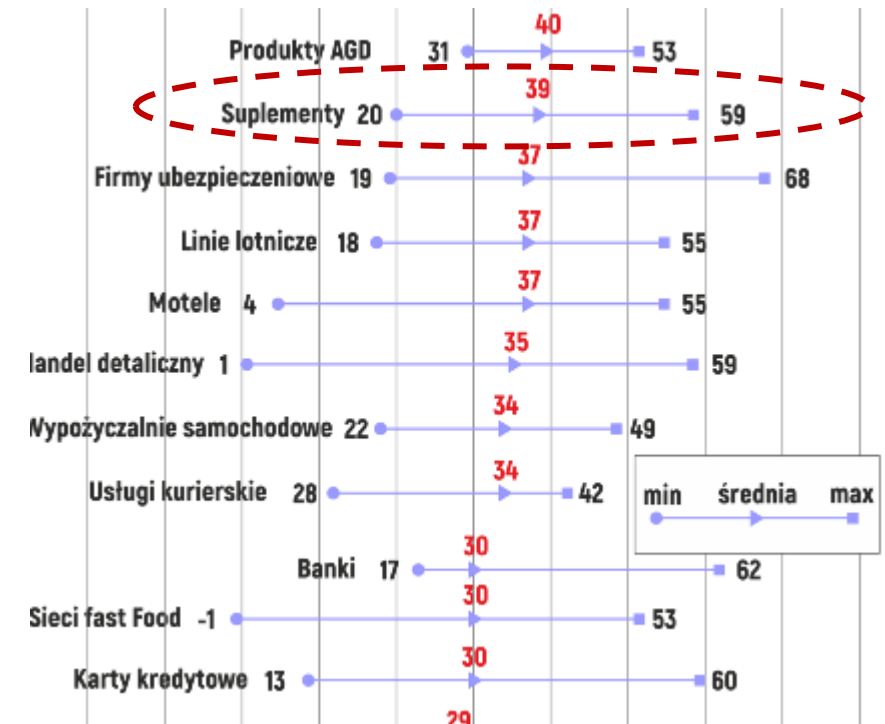 40
Produkty AGD 31 53
39
Suplementy 20 59
37
Firmy ubezpieczeniowe 19 68
37
Linie lotnicze 18 55
37
Motele 4 55
35
landel detaliczny 1 59
34
Wypożyczalnie samochodowe 22 49
34
Usługi kurierskie 28 42
min średnia max
30
Banki 17 62
30
Sieci fast Food -1 53
30
Karty kredytowe 13 60
29